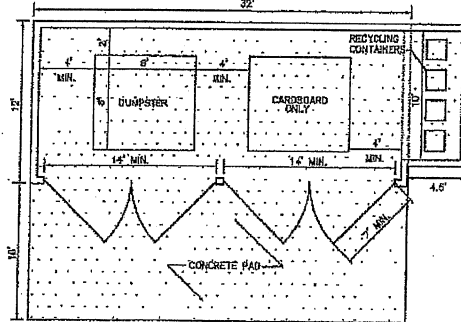 32'
RECYCLING
CONTAINERS
2'
4'
MIN.
8'
4'
MIN.
DUMPSTER
CARDBOARD
ONLY
12'
10'
4'
MIN.
14' MIN.
14' MIN.
4.5'
7' MIN.
CONCRETE PAD